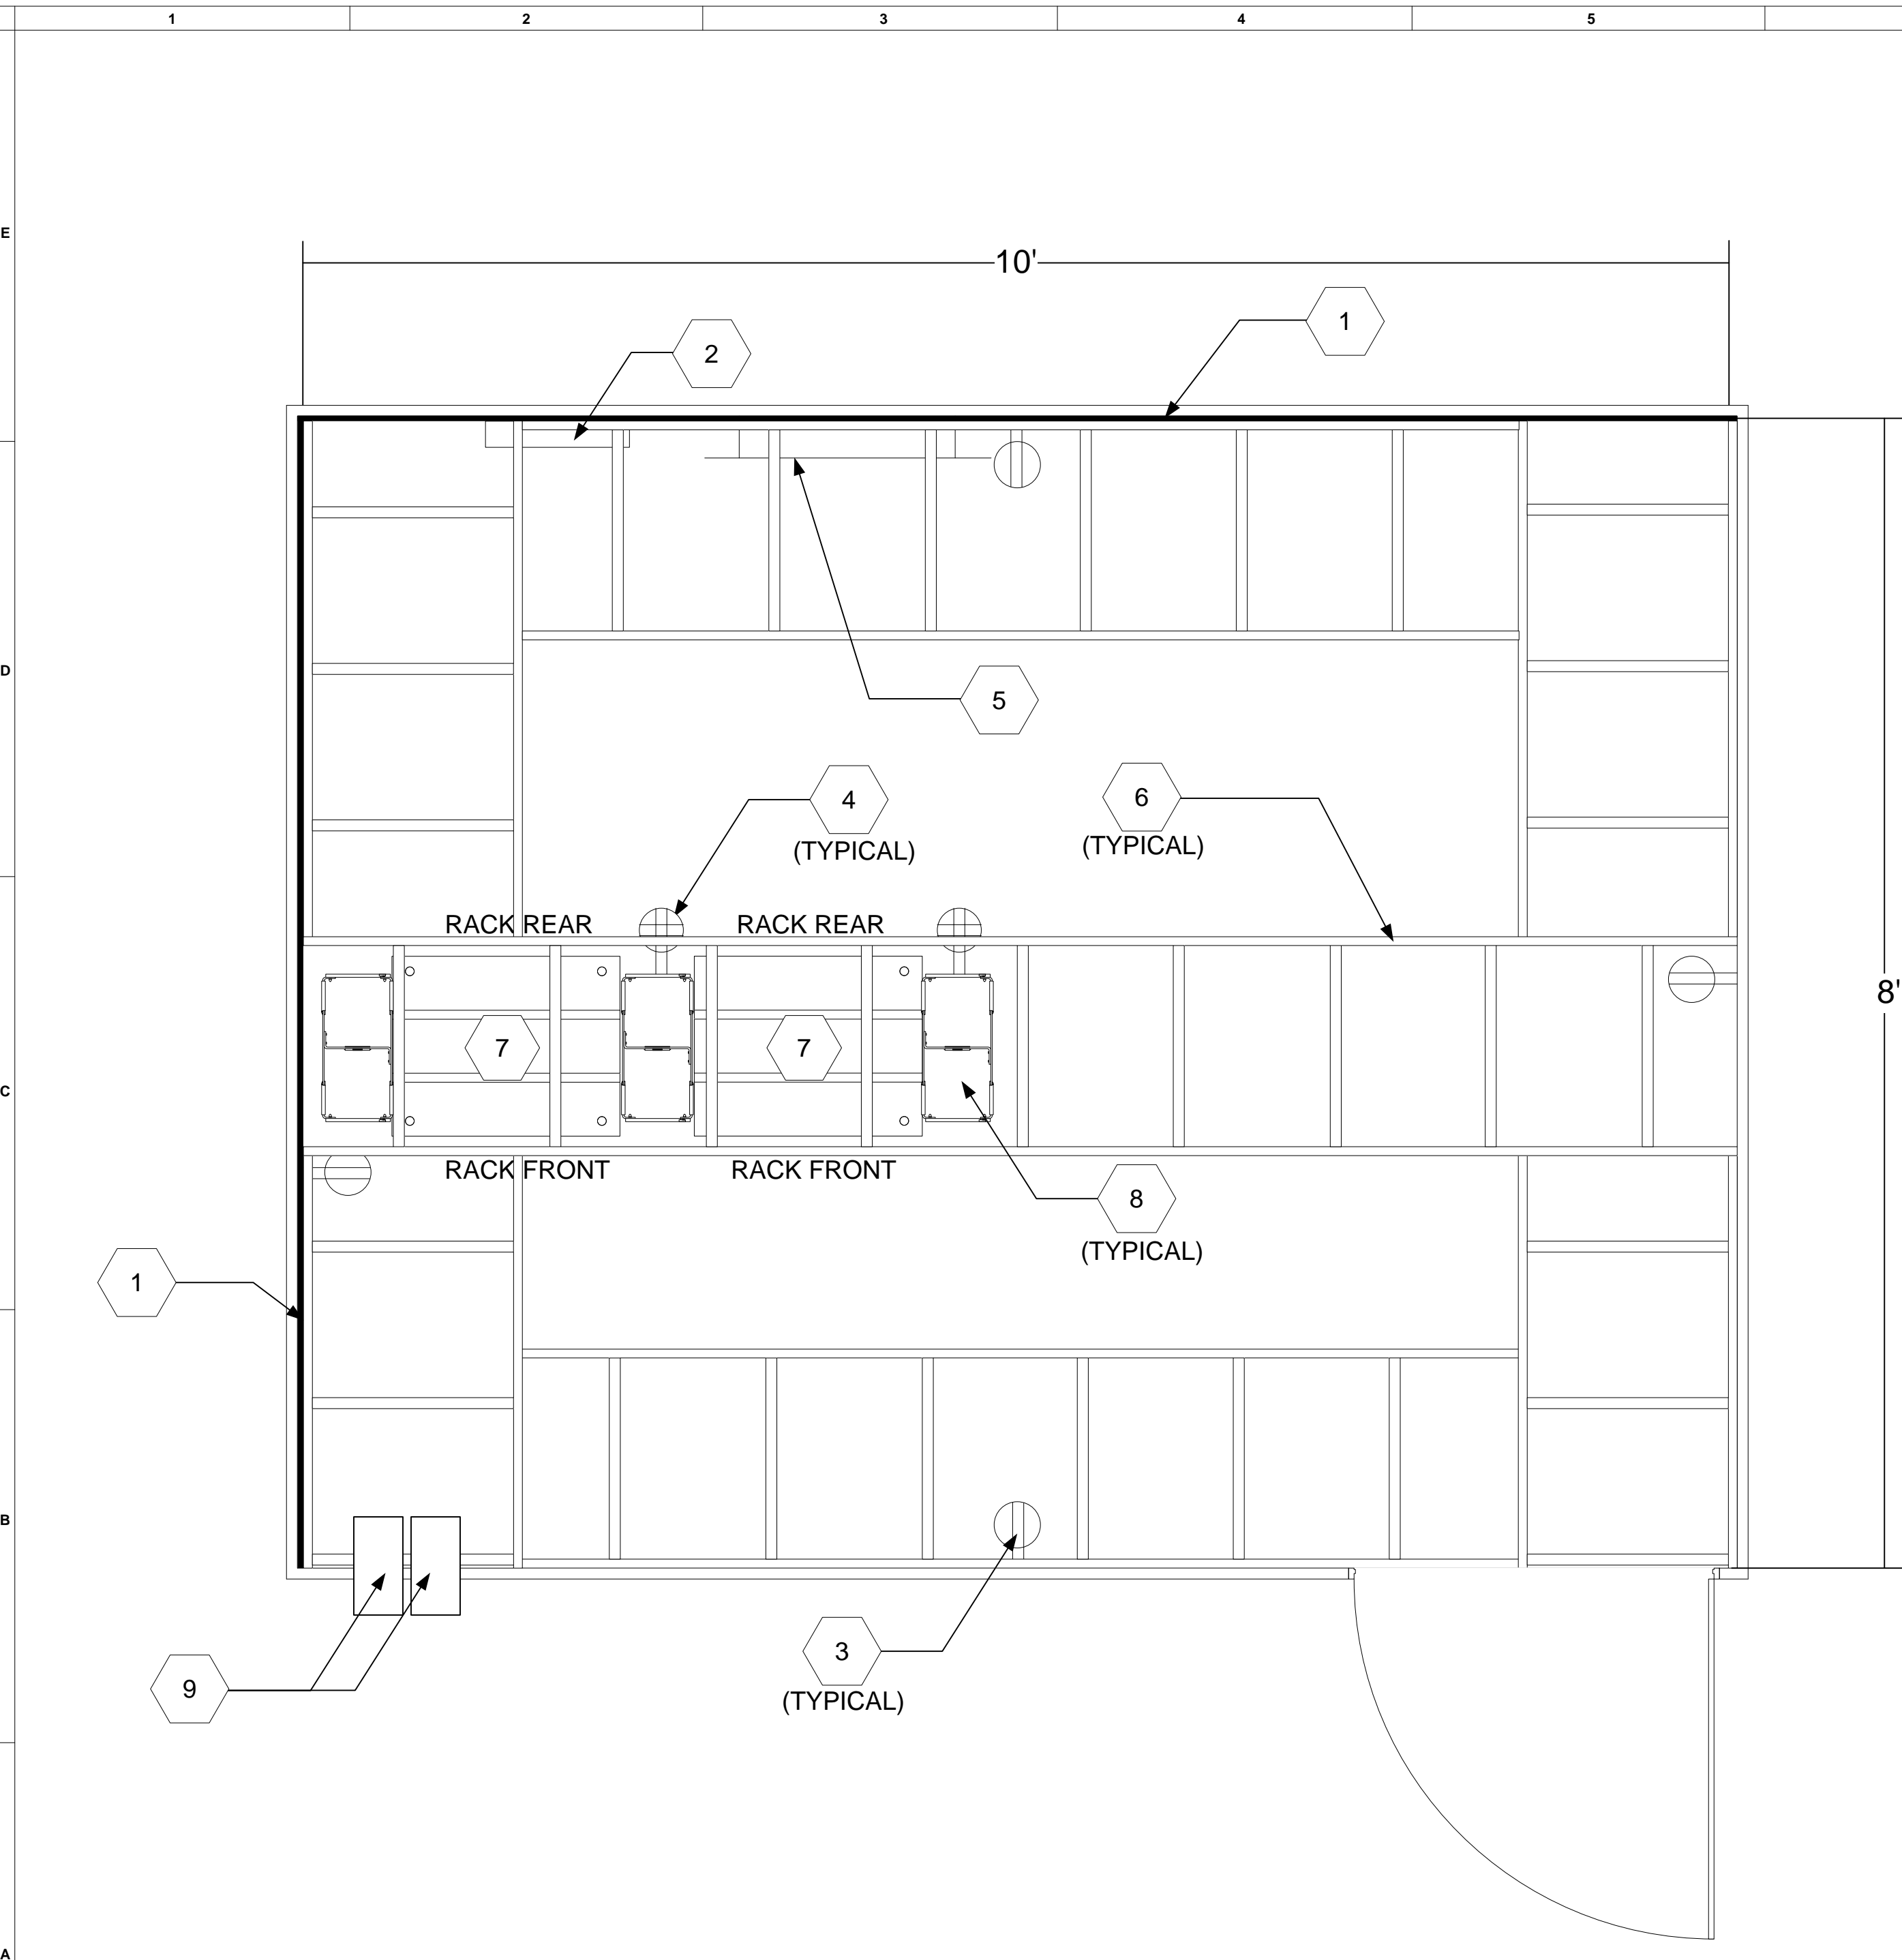 1 2 3 4 5
E
10'
1
2
D
5
4
(TYPICAL)
6
(TYPICAL)
RACK REAR RACK REAR
8'
7 7
C
RACK FRONT RACK FRONT
8
(TYPICAL)
1
B
3
(TYPICAL)
9
A